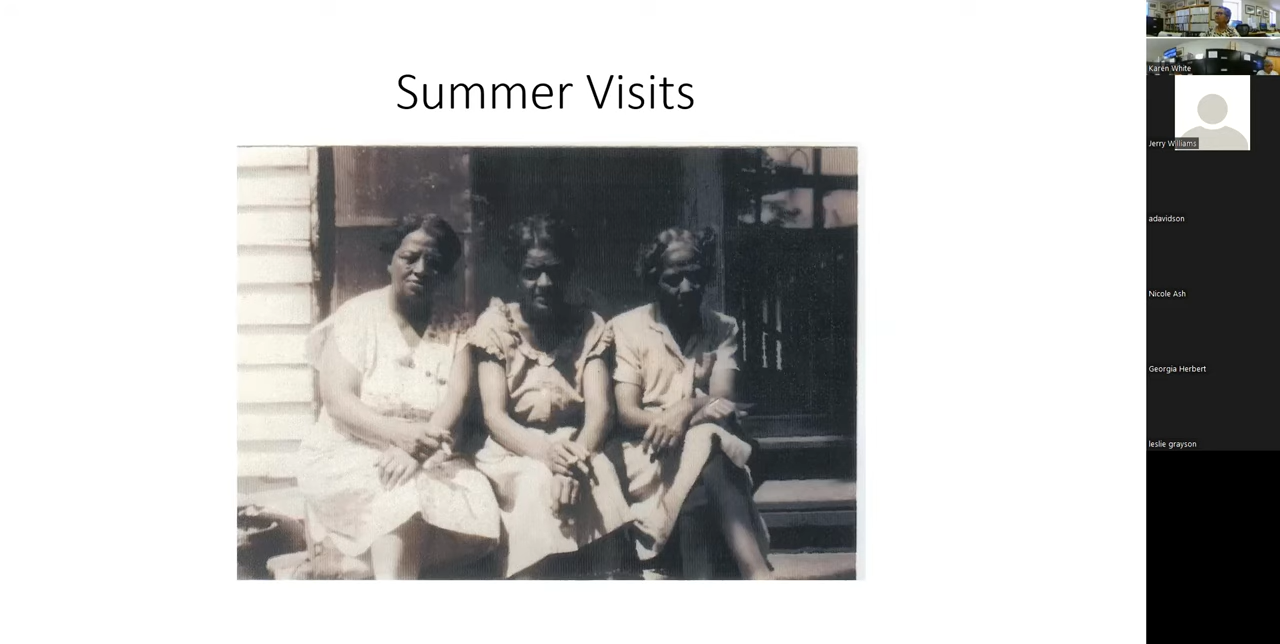 Summer Visits
Karen White
Jerry Williams
adavidson
Nicole Ash
Georgia Herbert
leslie grayson